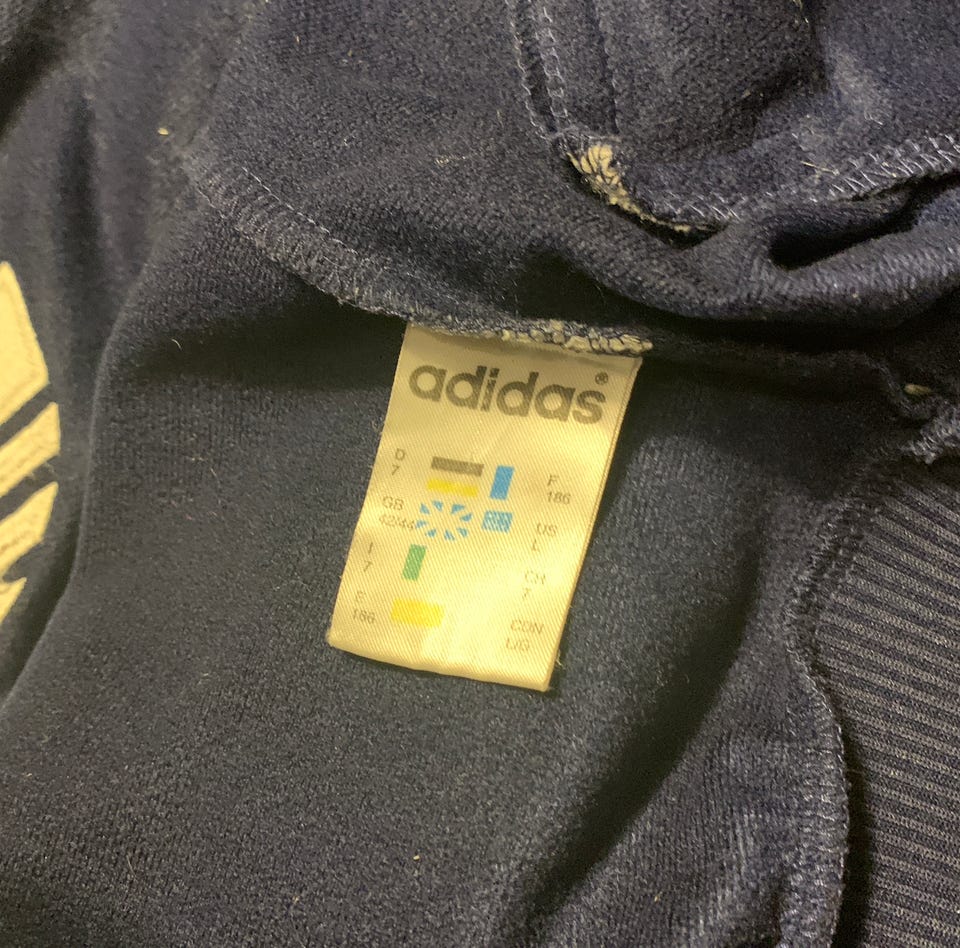 adidas®
D
7
F
186
GB
42/44
US
L
I
7
CH
7
E
186
CDN
L/G